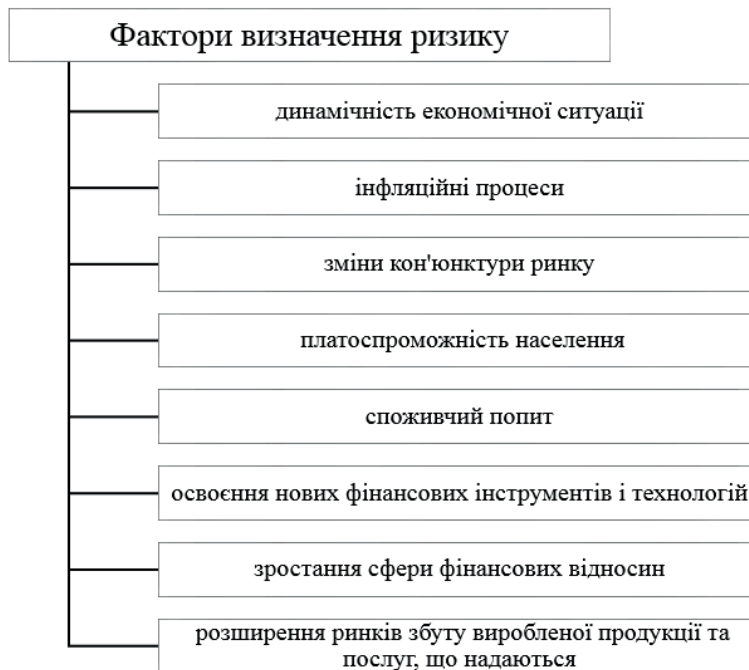 Фактори визначення ризику
динамічність економічної ситуації
інфляційні процеси
зміни кон'юнктури ринку
платоспроможність населення
споживчий попит
освоєння нових фінансових інструментів і технологій
зростання сфери фінансових відносин
розширення ринків збуту виробленої продукції та
послуг, що надаються